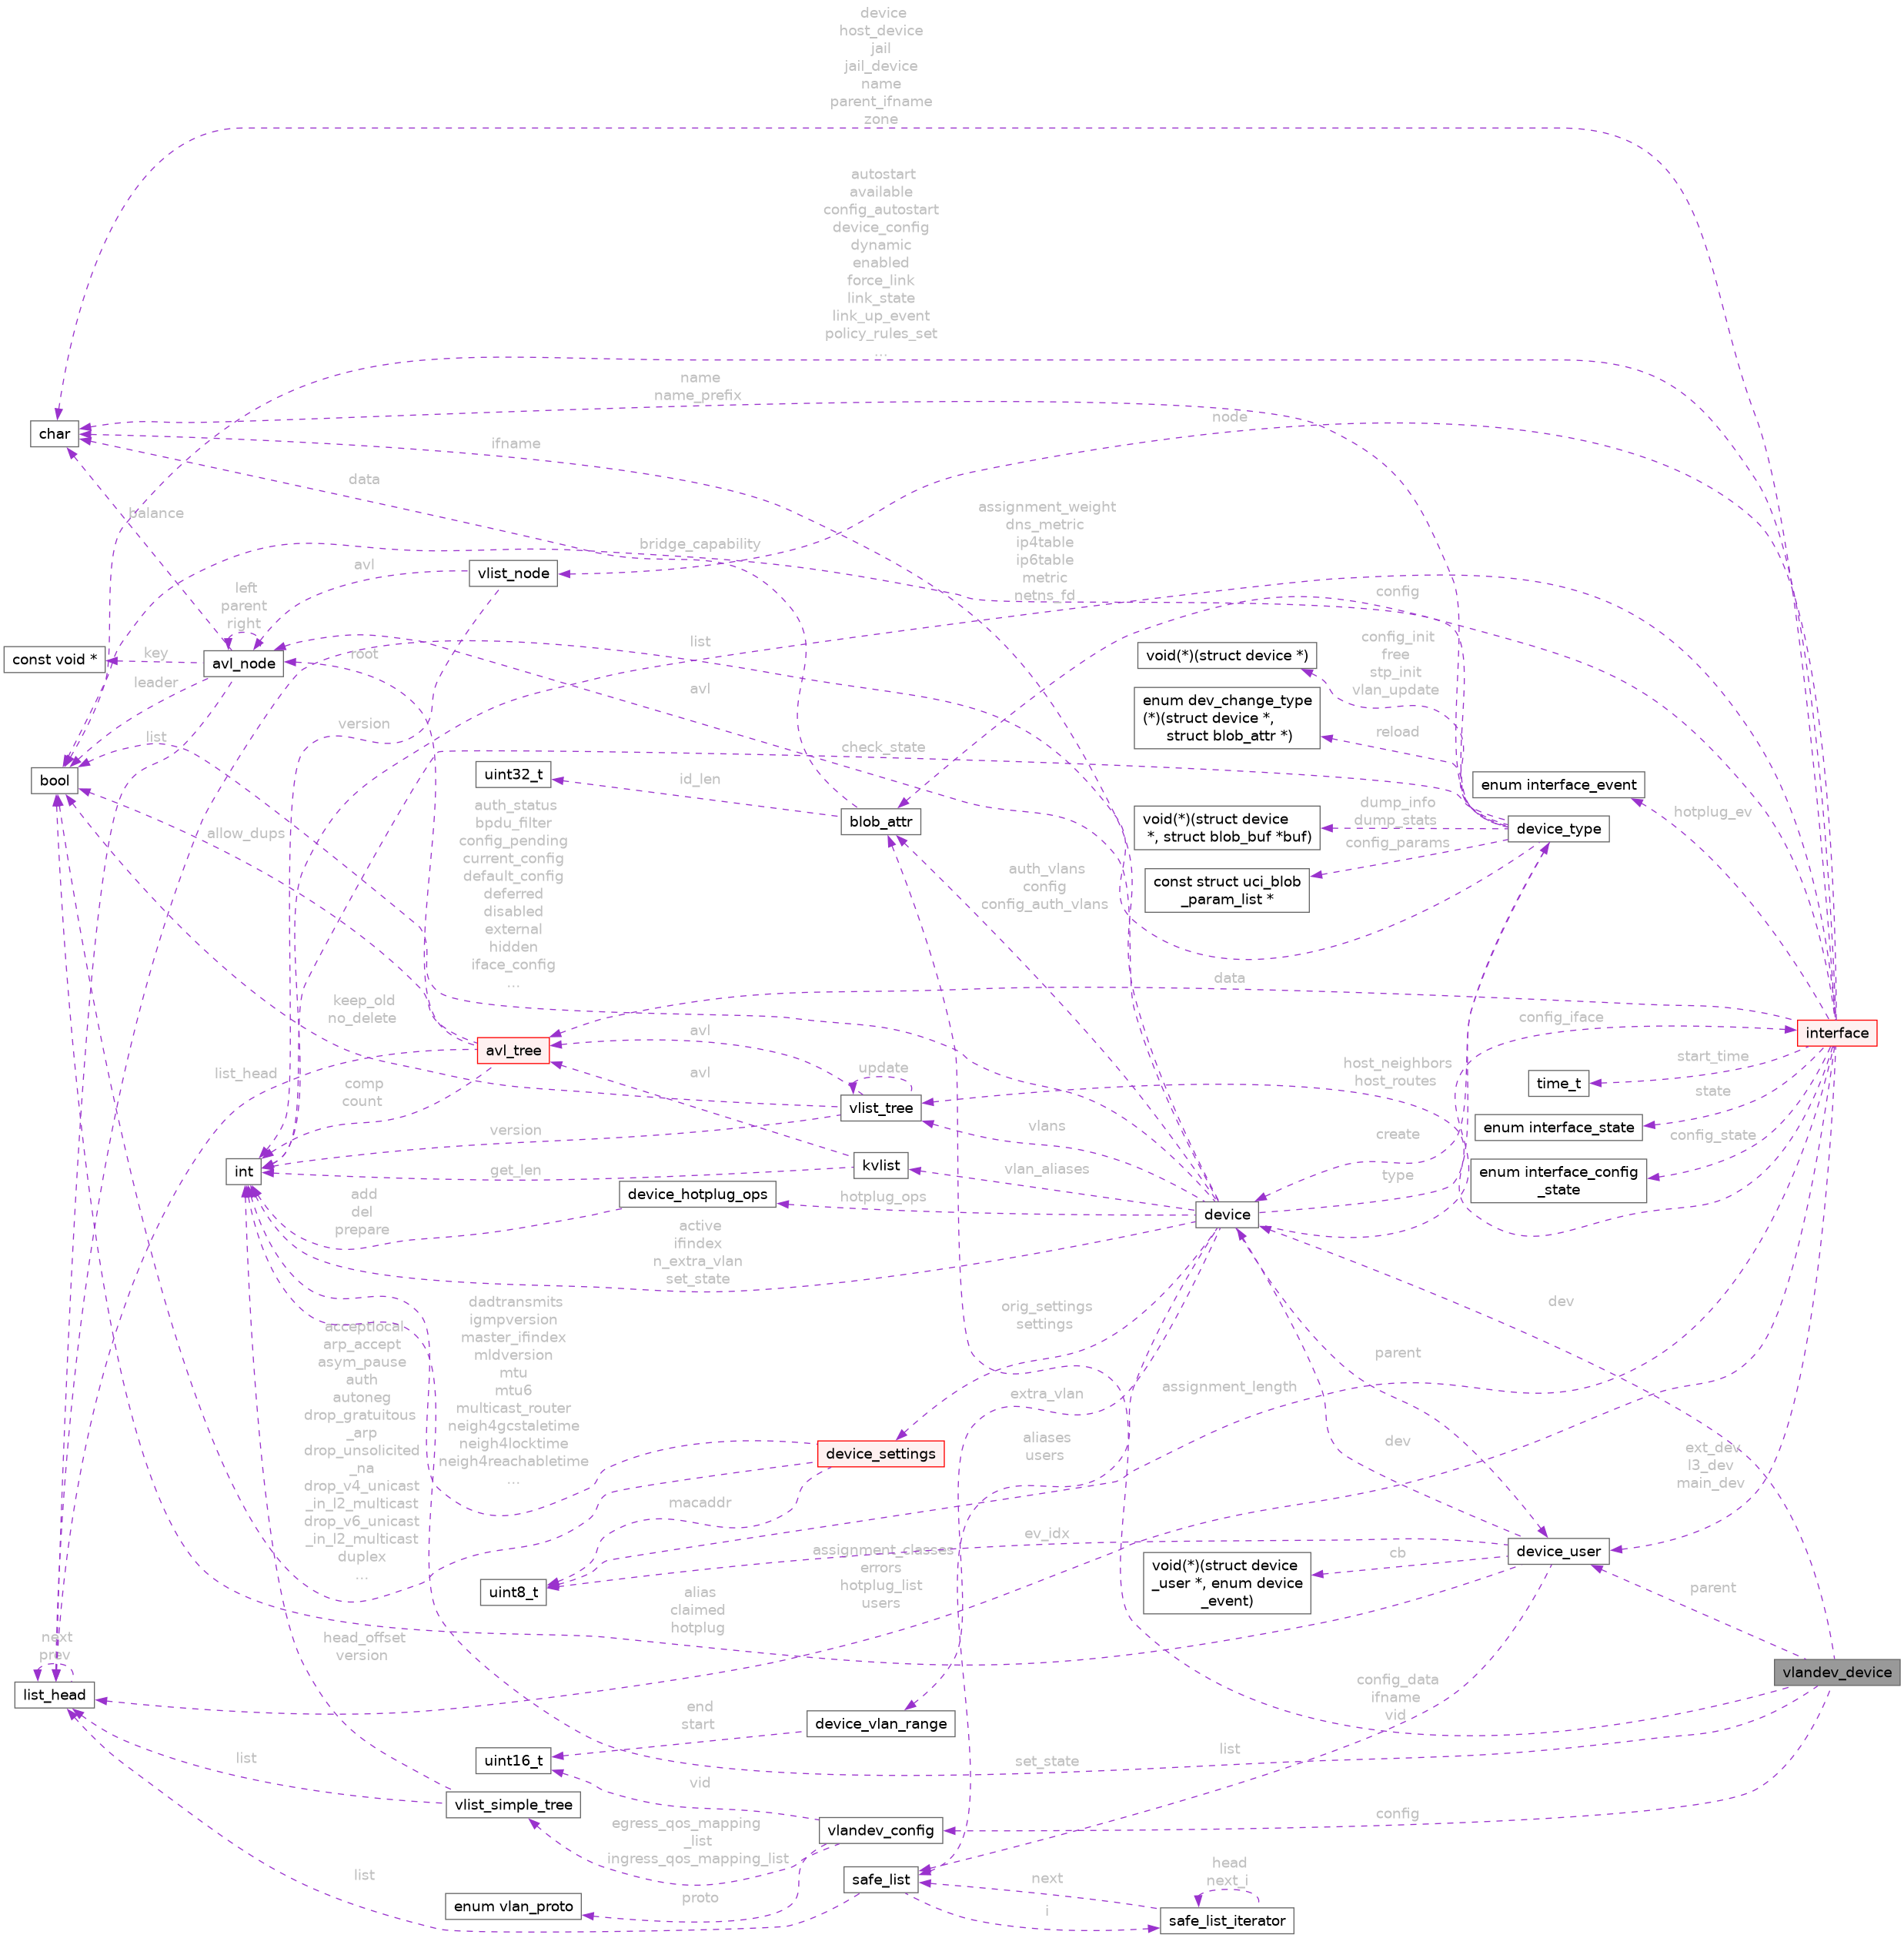 device
host_device
jail
jail_device
name
parent_ifname
zone
autostart
available
config_autostart
device_config
dynamic
enabled
force_link
link_state
link_up_event
policy_rules_set
...
name
name_prefix
node
char
ifname
data
assignment_weight
dns_metric
ip4table
ip6table
metric
netns_fd
balance
bridge_capability
avl
vlist_node
config
left
parent
right
list
root
const void *
key
avl_node
void(*)(struct device *)
config_init
free
stp_init
vlan_update
leader
avl
enum dev_change_type
(*)(struct device *,
struct blob_attr *)
reload
version
list
check_state
bool
uint32_t
id_len
blob_attr
enum interface_event
hotplug_ev
auth_status
bpdu_filter
config_pending
current_config
default_config
deferred
disabled
external
hidden
iface_config
...
allow_dups
void(*)(struct device
*, struct blob_buf *buf)
dump_info
dump_stats
device_type
config_params
const struct uci_blob
_param_list *
auth_vlans
config
config_auth_vlans
data
keep_old
no_delete
config_iface
interface
avl
avl_tree
list_head
comp
count
avl
update
host_neighbors
host_routes
start_time
time_t
vlist_tree
state
enum interface_state
version
vlans
create
config_state
int
get_len
kvlist
vlan_aliases
type
enum interface_config
_state
add
del
prepare
device_hotplug_ops
hotplug_ops
device
active
ifindex
n_extra_vlan
set_state
dadtransmits
igmpversion
master_ifindex
mldversion
mtu
mtu6
multicast_router
neigh4gcstaletime
neigh4locktime
neigh4reachabletime
...
orig_settings
settings
dev
acceptlocal
arp_accept
asym_pause
auth
autoneg
drop_gratuitous
_arp
drop_unsolicited
_na
drop_v4_unicast
_in_l2_multicast
drop_v6_unicast
_in_l2_multicast
duplex
...
parent
extra_vlan
assignment_length
device_settings
dev
ext_dev
l3_dev
main_dev
aliases
users
macaddr
ev_idx
device_user
uint8_t
assignment_classes
errors
hotplug_list
users
cb
void(*)(struct device
_user *, enum device
_event)
alias
claimed
hotplug
parent
head_offset
version
next
prev
list_head
vlandev_device
config_data
ifname
vid
end
start
device_vlan_range
uint16_t
list
list
set_state
vid
vlist_simple_tree
egress_qos_mapping
_list
ingress_qos_mapping_list
vlandev_config
config
head
next_i
safe_list
next
list
enum vlan_proto
proto
i
safe_list_iterator